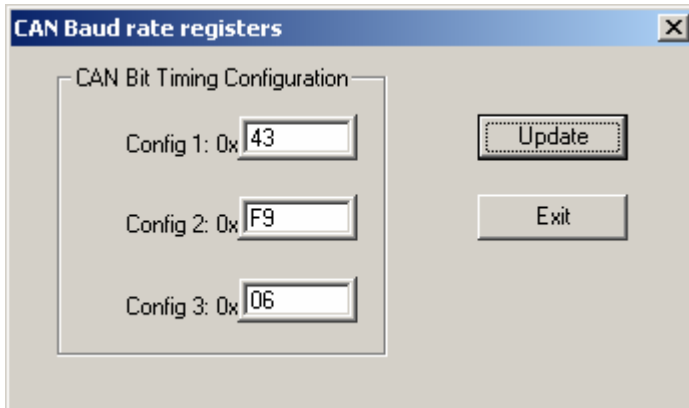 CAN Baud rate registers
CAN Bit Timing Configuration
Config 1: 0x 43
Update
Config 2: 0x F9
Exit
Config 3: 0x 06